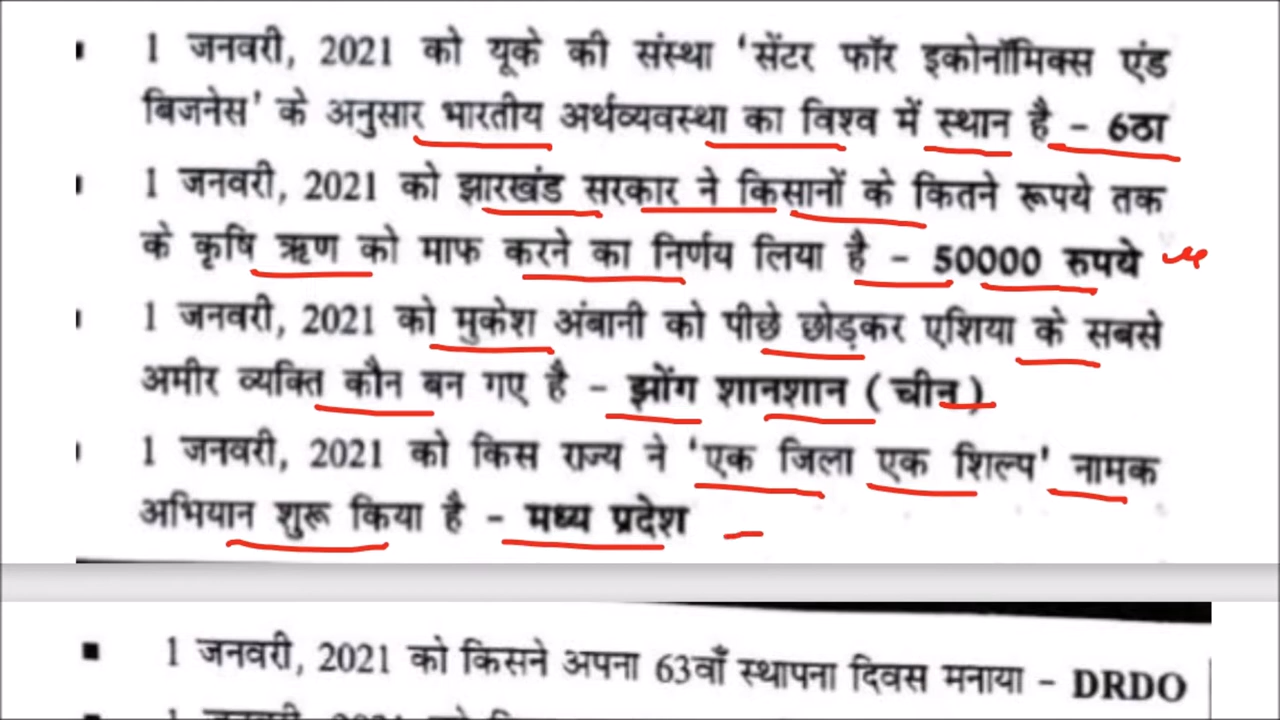 1 जनवरी, 2021 को यूके की संस्था 'सेंटर फॉर इकोनॉमिक्स एंड
बिजनेस' के अनुसार भारतीय अर्थव्यवस्था का विश्व में स्थान है - 6ठा
1 जनवरी, 2021 को झारखंड सरकार ने किसानों के कितने रूपये तक
के कृषि ऋण को माफ करने का निर्णय लिया है - 50000 रुपये
1 जनवरी, 2021 को मुकेश अंबानी को पीछे छोड़कर एशिया के सबसे
अमीर व्यक्ति कौन बन गए है - झोंग शानशान (चीन)
1 जनवरी, 2021 को किस राज्य ने 'एक जिला एक शिल्प' नामक
अभियान शुरू किया है - मध्य प्रदेश
1 जनवरी, 2021 को किसने अपना 63वाँ स्थापना दिवस मनाया - DRDO